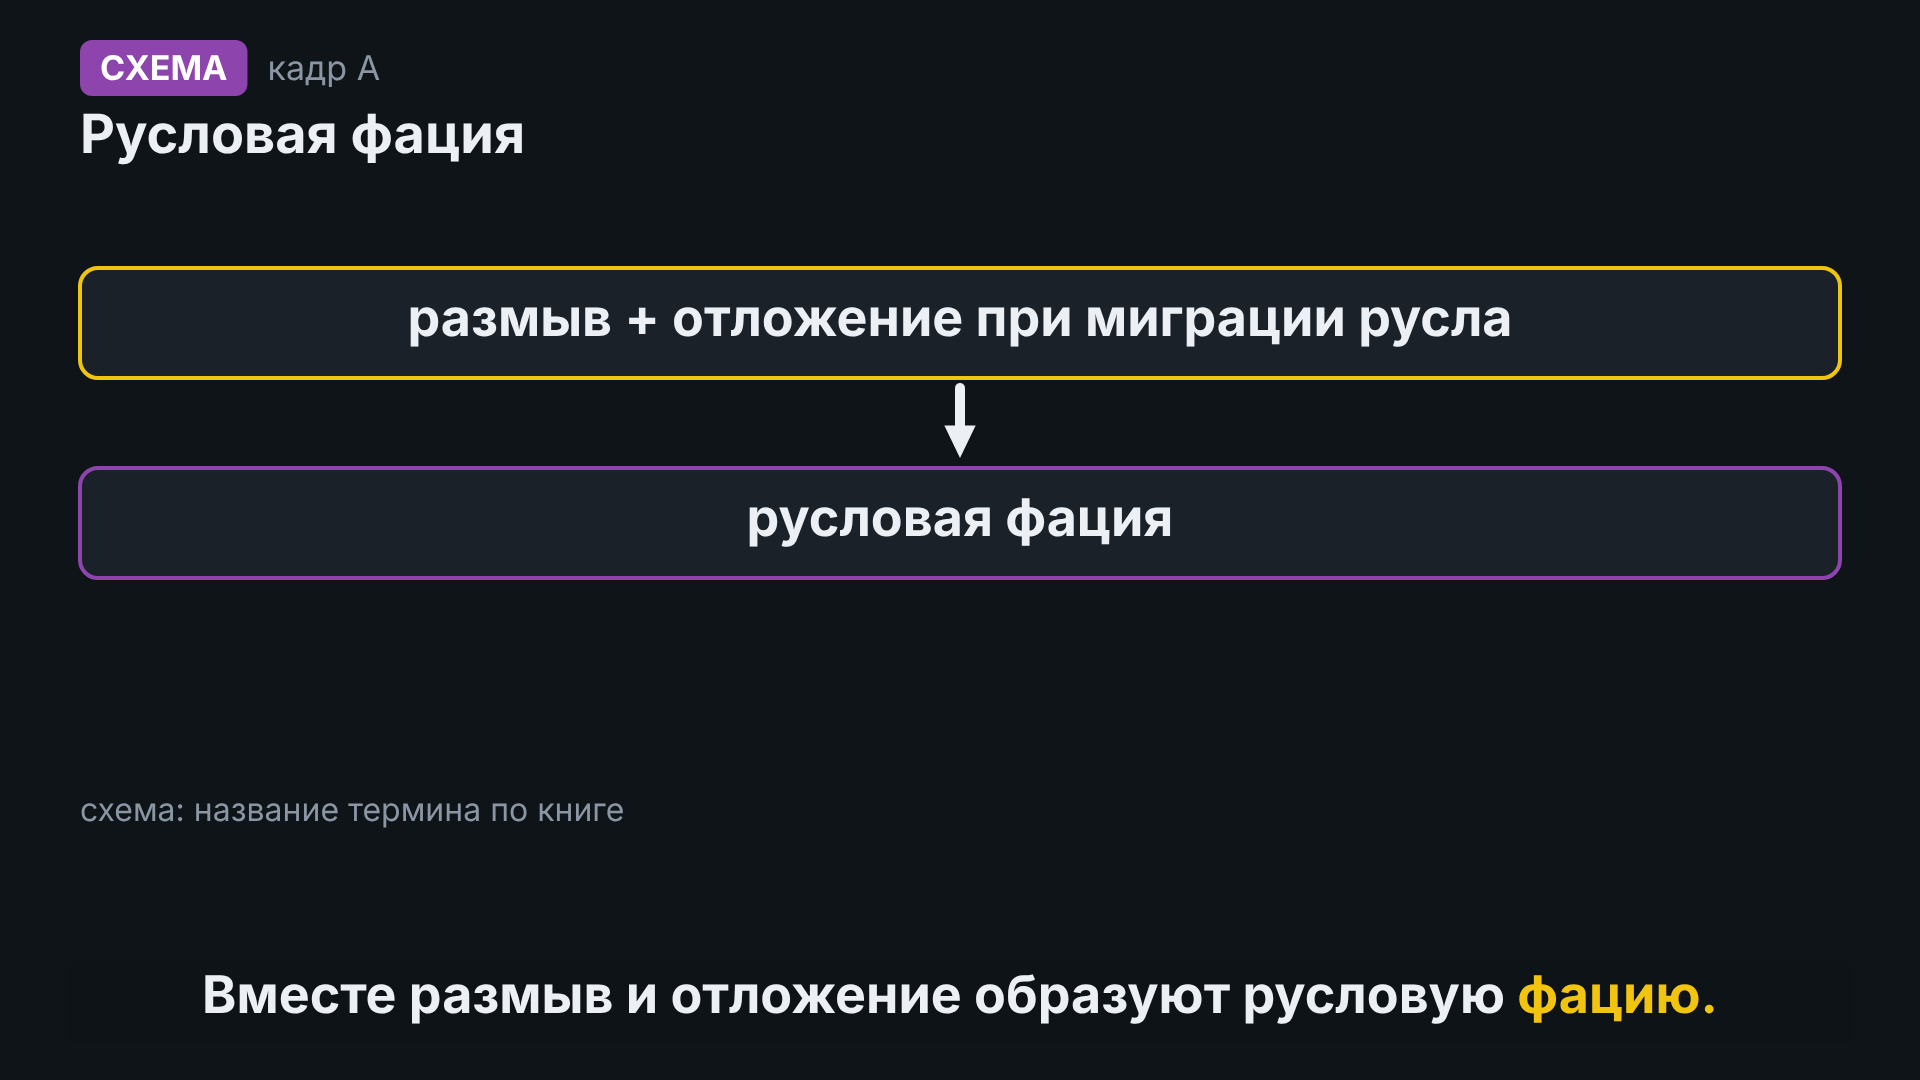 СХЕМА кадр А
Русловая фация
размыв + отложение при миграции русла
русловая фация
схема: название термина по книге
Вместе размыв и отложение образуют русловую фацию.